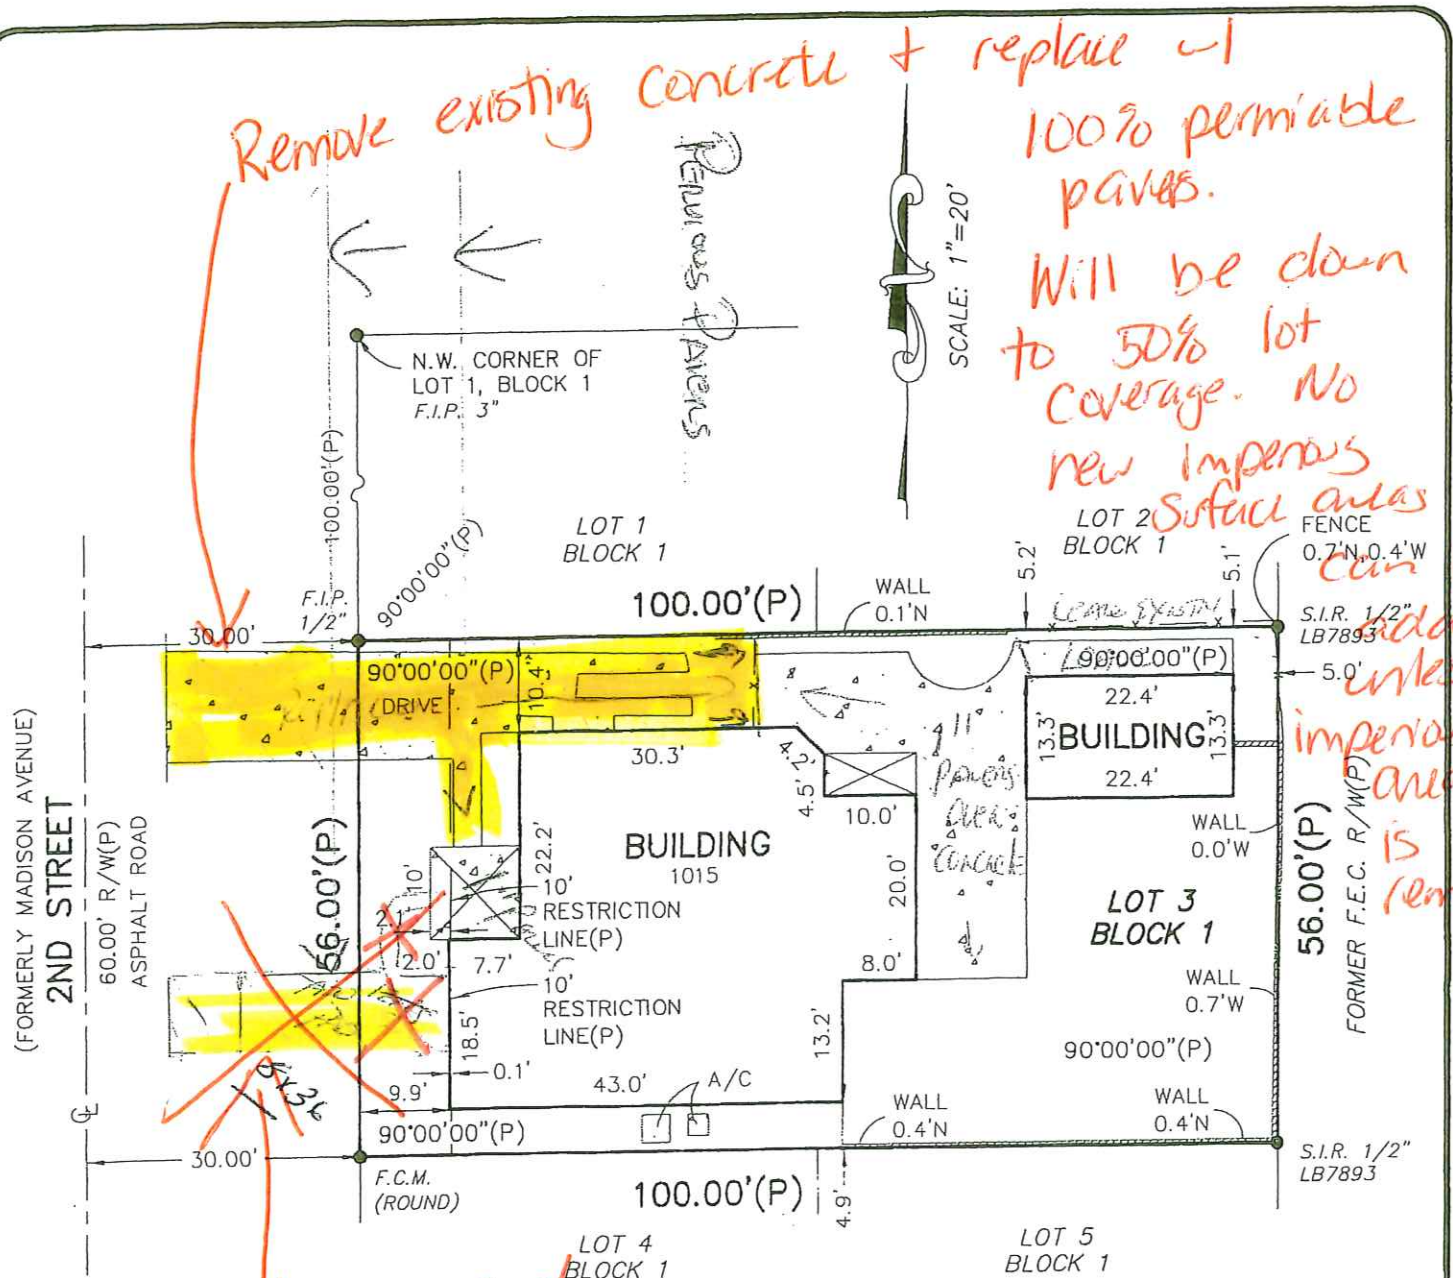 Remove existing concrete + replace w/
100% permiable
pavers.
Will be down
to 50% lot
coverage. No
new impervious
surface areas
can
unless
is
Pervious Pavers
SCALE: 1"=20'
N.W. CORNER OF
LOT 1, BLOCK 1
F.I.P. 3"
100.00'(P)
90°00'00"(P)
LOT 1
BLOCK 1
LOT 2
BLOCK 1
FENCE
0.7'N,0.4'W
5.2'
5.1'
WALL
0.1'N
100.00'(P)
F.I.P.
1/2"
30.00'
S.I.R. 1/2"
LB7893
5.0'
90°00'00"(P)
DRIVE
10.4'
90°00'00"(P)
22.4'
BUILDING
13.3'
13.3'
22.4'
30.3'
4.2'
4.5'
10.0'
Pavers
over
concrete
BUILDING
1015
22.2'
20.0'
WALL
0.0'W
(FORMERLY MADISON AVENUE)
2ND STREET
60.00' R/W(P)
ASPHALT ROAD
56.00'(P)
10'
10'
RESTRICTION
LINE(P)
2.1'
2.0'
7.7'
10'
RESTRICTION
LINE(P)
18.5'
0.1'
9.9'
8.0'
13.2'
LOT 3
BLOCK 1
WALL
0.7'W
56.00'(P)
FORMER F.E.C. R/W(P)
90°00'00"(P)
43.0'
A/C
WALL
0.4'N
WALL
0.4'N
90°00'00"(P)
30.00'
F.C.M.
(ROUND)
100.00'(P)
4.9'
S.I.R. 1/2"
LB7893
LOT 4
BLOCK 1
LOT 5
BLOCK 1